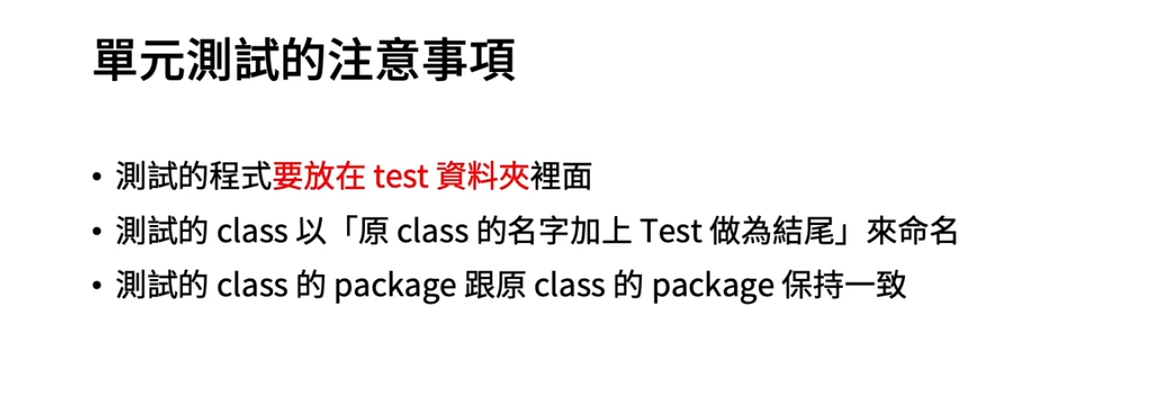 單元測試的注意事項
• 測試的程式要放在 test 資料夾裡面
• 測試的 class 以「原 class 的名字加上 Test 做為結尾」來命名
• 測試的 class 的 package 跟原 class 的 package 保持一致